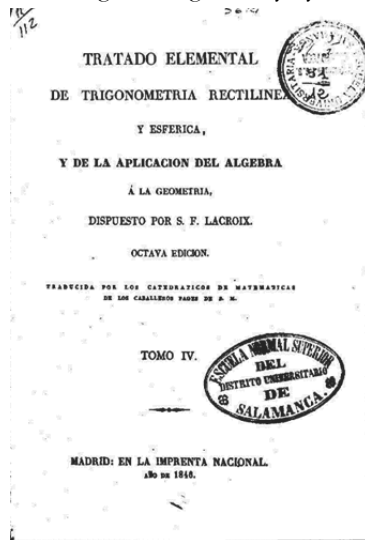 112
TRATADO ELEMENTAL
DE TRIGONOMETRIA RECTILINEA
Y ESFERICA,
Y DE LA APLICACION DEL ALGEBRA
Á LA GEOMETRIA,
DISPUESTO POR S. F. LACROIX.
OCTAVA EDICION.
TRADUCIDA POR LOS CATEDRATICOS DE MATEMATICAS
DE LOS CABALLEROS PAGES DE S. M.
TOMO IV.
ESCUELA NORMAL SUPERIOR
DEL
DISTRITO UNIVERSITARIO
DE
SALAMANCA.
MADRID: EN LA IMPRENTA NACIONAL.
AÑO DE 1846.